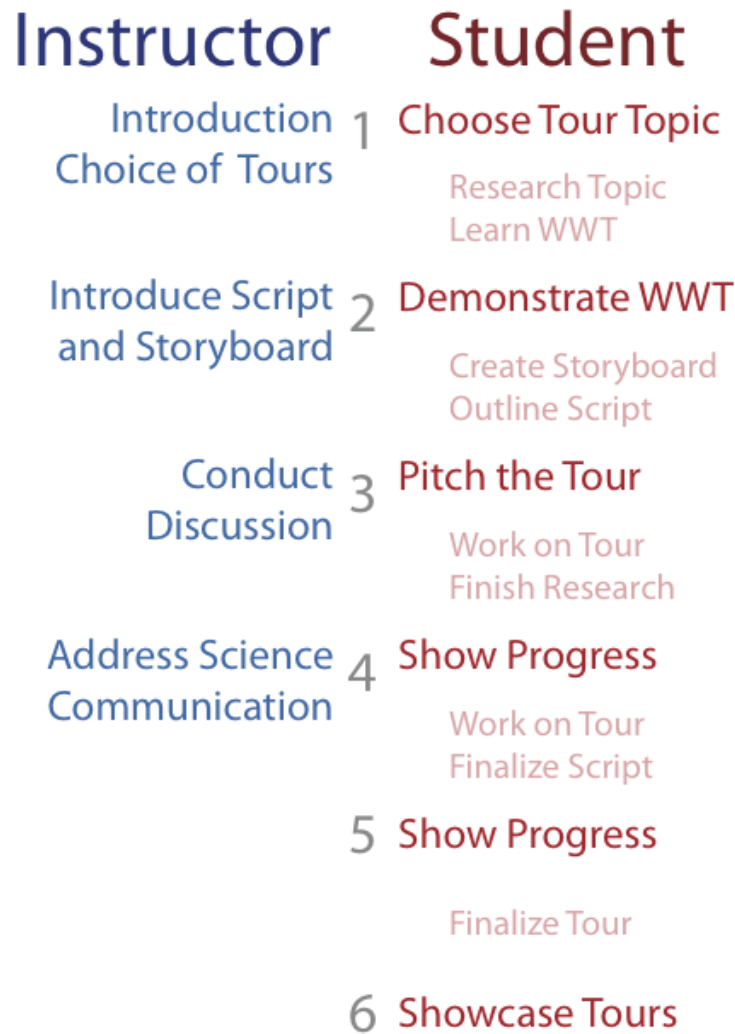 Instructor Student
Introduction
Choice of Tours
1 Choose Tour Topic
Research Topic
Learn WWT
Introduce Script
and Storyboard
2 Demonstrate WWT
Create Storyboard
Outline Script
Conduct
Discussion
3 Pitch the Tour
Work on Tour
Finish Research
Address Science
Communication
4 Show Progress
Work on Tour
Finalize Script
5 Show Progress
Finalize Tour
6 Showcase Tours